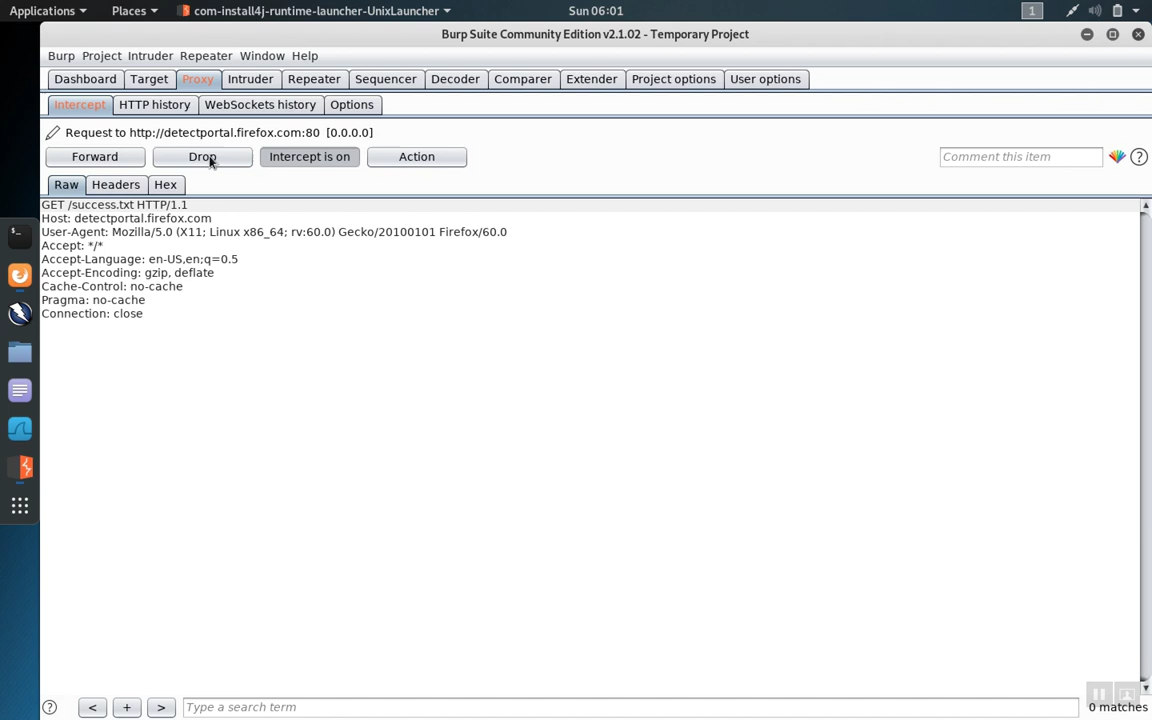 Applications Places com-install4j-runtime-launcher-UnixLauncher Sun 06:01 1
Burp Suite Community Edition v2.1.02 - Temporary Project
Burp Project Intruder Repeater Window Help
Dashboard Target Proxy Intruder Repeater Sequencer Decoder Comparer Extender Project options User options
Intercept HTTP history WebSockets history Options
Request to http://detectportal.firefox.com:80 [0.0.0.0]
Forward Drop Intercept is on Action Comment this item ?
Raw Headers Hex
GET /success.txt HTTP/1.1
Host: detectportal.firefox.com
User-Agent: Mozilla/5.0 (X11; Linux x86_64; rv:60.0) Gecko/20100101 Firefox/60.0
Accept: */*
Accept-Language: en-US,en;q=0.5
Accept-Encoding: gzip, deflate
Cache-Control: no-cache
Pragma: no-cache
Connection: close
? < + > Type a search term 0 matches